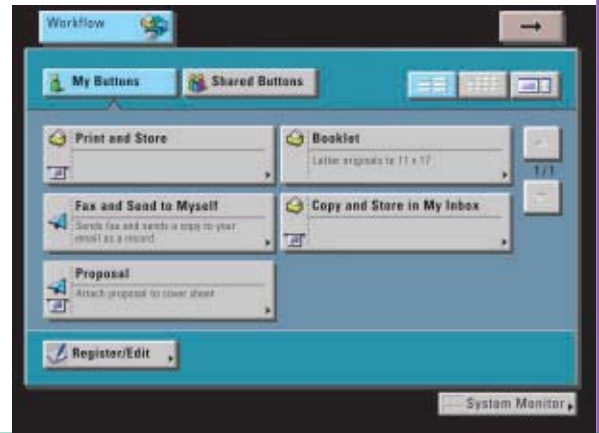 Workflow
→
My Buttons
Shared Buttons
Print and Store
Booklet
Letter originals to 11 x 17
1/1
Fax and Send to Myself
Sends fax and sends a copy to your
email as a record
Copy and Store in My Inbox
Proposal
Attach proposal to cover sheet
Register/Edit
System Monitor